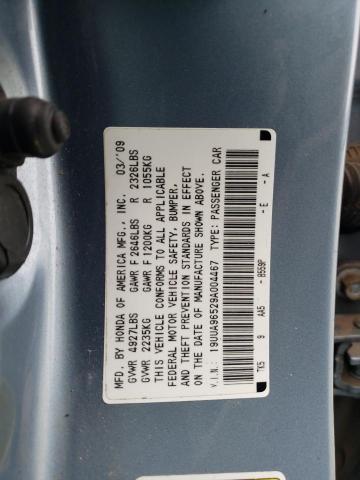 MFD. BY HONDA OF AMERICA MFG., INC. 03/'09
GVWR 4927LBS GAWR F 2646LBS R 2326LBS
GVWR 2235KG GAWR F 1200KG R 1055KG
THIS VEHICLE CONFORMS TO ALL APPLICABLE
FEDERAL MOTOR VEHICLE SAFETY, BUMPER,
AND THEFT PREVENTION STANDARDS IN EFFECT
ON THE DATE OF MANUFACTURE SHOWN ABOVE.
V.I.N.: 19UUA96529A004467 TYPE: PASSENGER CAR
TK5 9 AA5 B559P E - A